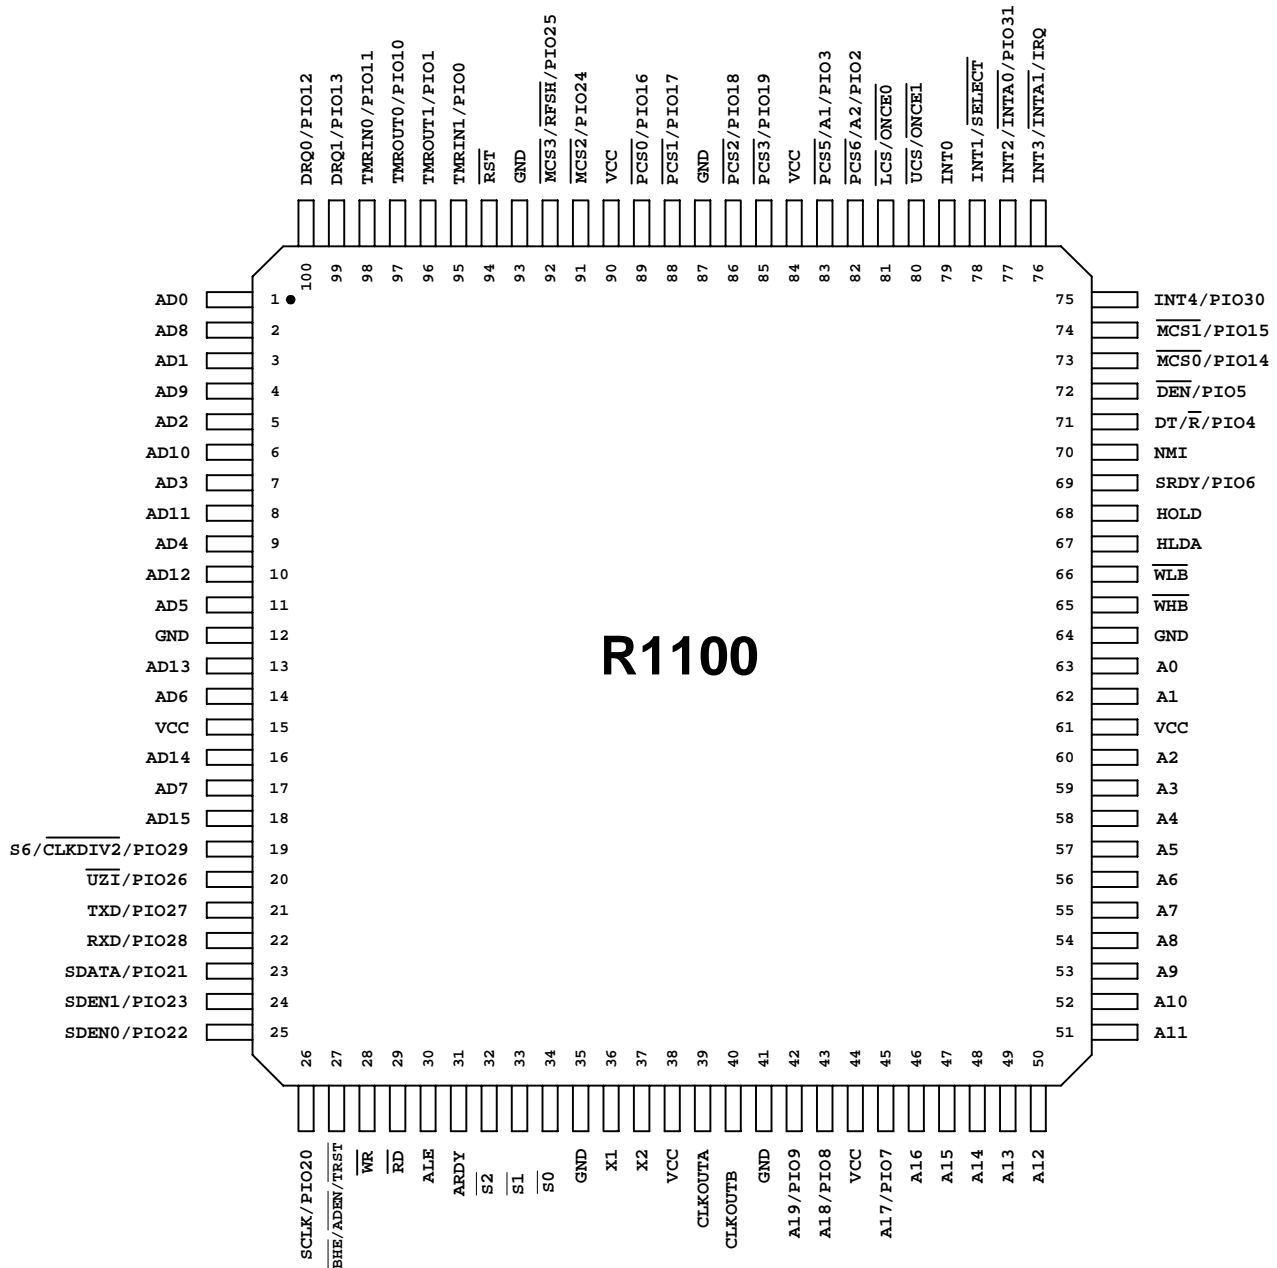 DRQ0/PIO12
DRQ1/PIO13
TMRIN0/PIO11
TMROUT0/PIO10
TMROUT1/PIO1
TMRIN1/PIO0
RST
GND
MCS3/RFSH/PIO25
MCS2/PIO24
VCC
PCS0/PIO16
PCS1/PIO17
GND
PCS2/PIO18
PCS3/PIO19
VCC
PCS5/A1/PIO3
PCS6/A2/PIO2
LCS/ONCE0
UCS/ONCE1
INT0
INT1/SELECT
INT2/INTA0/PIO31
INT3/INTA1/IRQ
100 99 98 97 96 95 94 93 92 91 90 89 88 87 86 85 84 83 82 81 80 79 78 77 76
AD0 1 75 INT4/PIO30
AD8 2 74 MCS1/PIO15
AD1 3 73 MCS0/PIO14
AD9 4 72 DEN/PIO5
AD2 5 71 DT/R/PIO4
AD10 6 70 NMI
AD3 7 69 SRDY/PIO6
AD11 8 68 HOLD
AD4 9 67 HLDA
AD12 10 66 WLB
AD5 11 65 WHB
GND 12 64 GND
R1100
AD13 13 63 A0
AD6 14 62 A1
VCC 15 61 VCC
AD14 16 60 A2
AD7 17 59 A3
AD15 18 58 A4
S6/CLKDIV2/PIO29 19 57 A5
UZI/PIO26 20 56 A6
TXD/PIO27 21 55 A7
RXD/PIO28 22 54 A8
SDATA/PIO21 23 53 A9
SDEN1/PIO23 24 52 A10
SDEN0/PIO22 25 51 A11
26 27 28 29 30 31 32 33 34 35 36 37 38 39 40 41 42 43 44 45 46 47 48 49 50
SCLK/PIO20
BHE/ADEN/TRST
WR
RD
ALE
ARDY
S2
S1
S0
GND
X1
X2
VCC
CLKOUTA
CLKOUTB
GND
A19/PIO9
A18/PIO8
VCC
A17/PIO7
A16
A15
A14
A13
A12